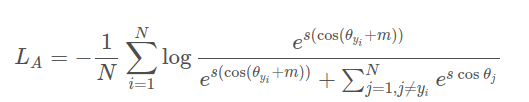 L_A = -\frac{1}{N} \sum_{i=1}^{N} \log \frac{e^{s(\cos(\theta_{y_i}+m))}}{e^{s(\cos(\theta_{y_i}+m))} + \sum_{j=1,j\neq y_i}^{N} e^{s \cos \theta_j}}